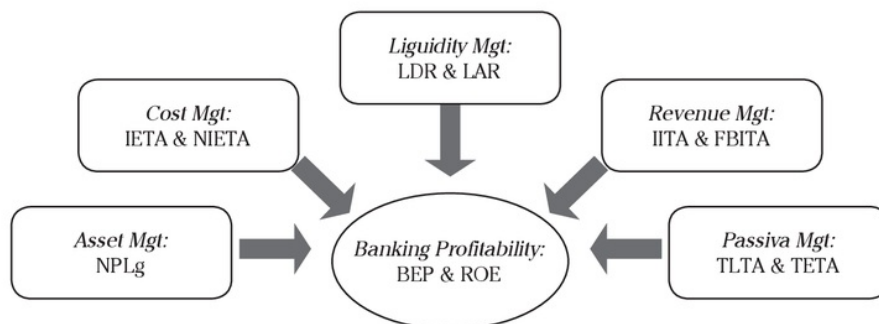 Liguidity Mgt:
LDR & LAR
Cost Mgt:
IETA & NIETA
Revenue Mgt:
IITA & FBITA
Asset Mgt:
NPLg
Banking Profitability:
BEP & ROE
Passiva Mgt:
TLTA & TETA